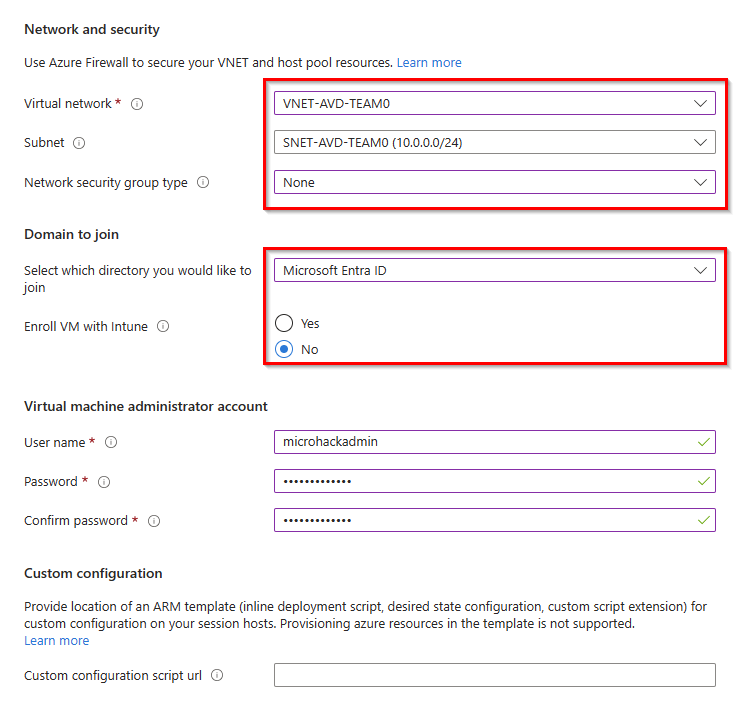 Network and security
Use Azure Firewall to secure your VNET and host pool resources. Learn more
Virtual network *
VNET-AVD-TEAM0
Subnet
SNET-AVD-TEAM0 (10.0.0.0/24)
Network security group type
None
Domain to join
Select which directory you would like to
join
Microsoft Entra ID
Enroll VM with Intune
Yes
No
Virtual machine administrator account
User name *
microhackadmin
Password *
•••••••••••••
Confirm password *
•••••••••••••
Custom configuration
Provide location of an ARM template (inline deployment script, desired state configuration, custom script extension) for
custom configuration on your session hosts. Provisioning azure resources in the template is not supported.
Learn more
Custom configuration script url